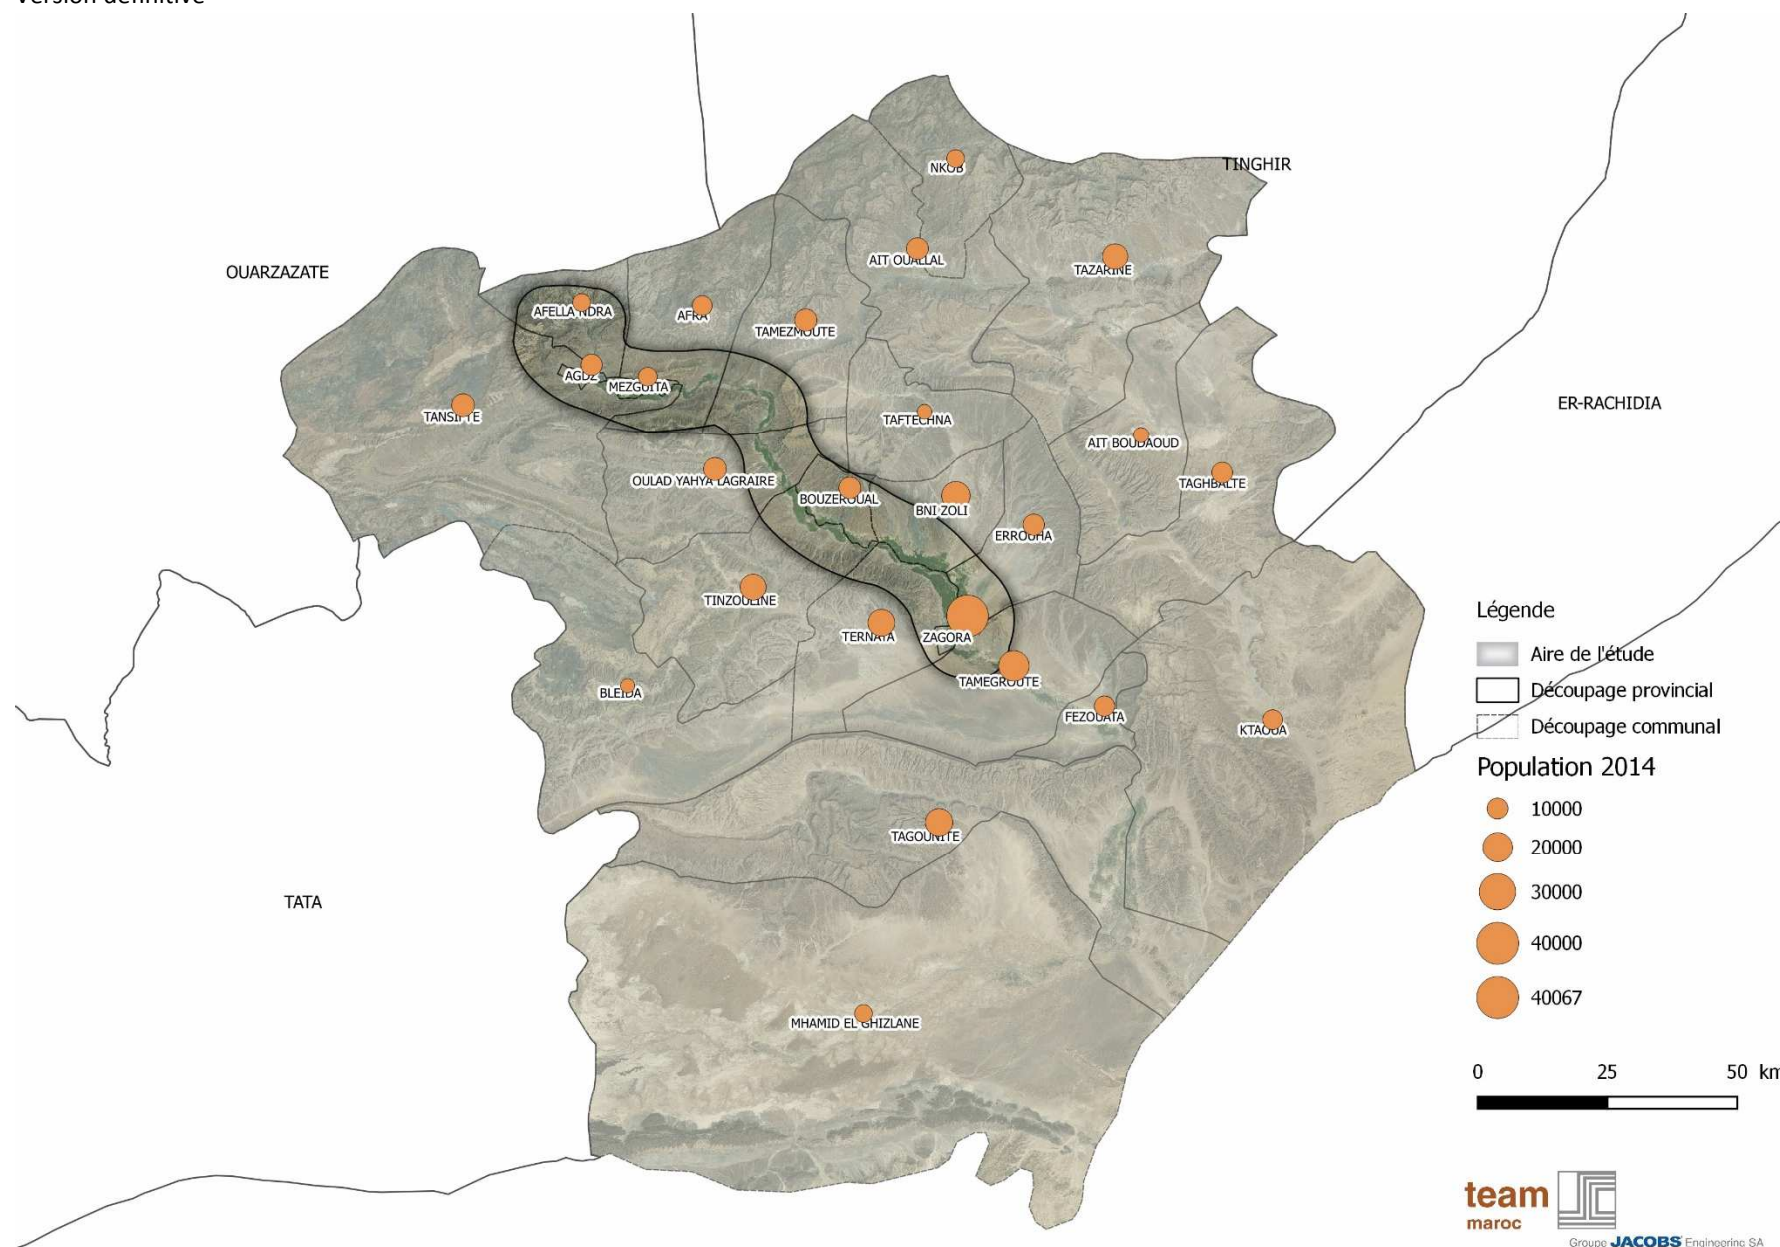 Version définitive
NKOB
TINGHIR
AIT OUALLAL
TAZARINE
OUARZAZATE
AFELLA NDRA
AFRA
TAMEZMOUTE
AGDZ
MEZGUITA
TANSIFTE
TAFTECHNA
AIT BOUDAOUD
ER-RACHIDIA
OULAD YAHYA LAGRAIRE
BOUZEROUAL
BNI ZOLI
TAGHBALTE
ERROUHA
TINZOULINE
TERNATA
ZAGORA
TAMEGROUTE
BLEIDA
FEZOUATA
KTAOUA
TAGOUNITE
TATA
MHAMID EL GHIZLANE
Légende
Aire de l'étude
Découpage provincial
Découpage communal
Population 2014
10000
20000
30000
40000
40067
0 25 50 km
team
maroc
Groupe JACOBS Engineering SA